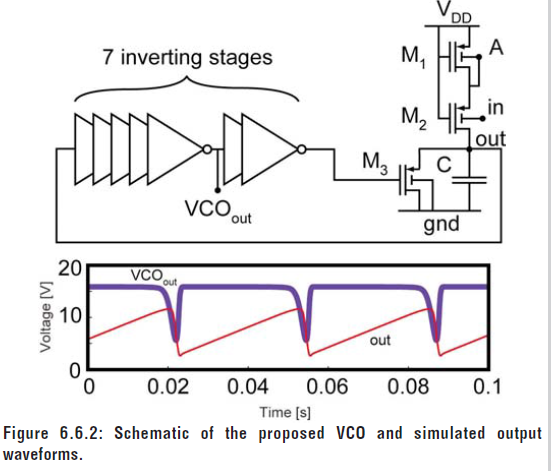 V_DD
7 inverting stages
M_1
A
M_2
in
out
M_3
C
VCO_out
gnd
20
VCO_out
Voltage [V]
10
out
0
0
0.02
0.04
0.06
0.08
0.1
Time [s]
Figure 6.6.2: Schematic of the proposed VCO and simulated output
waveforms.